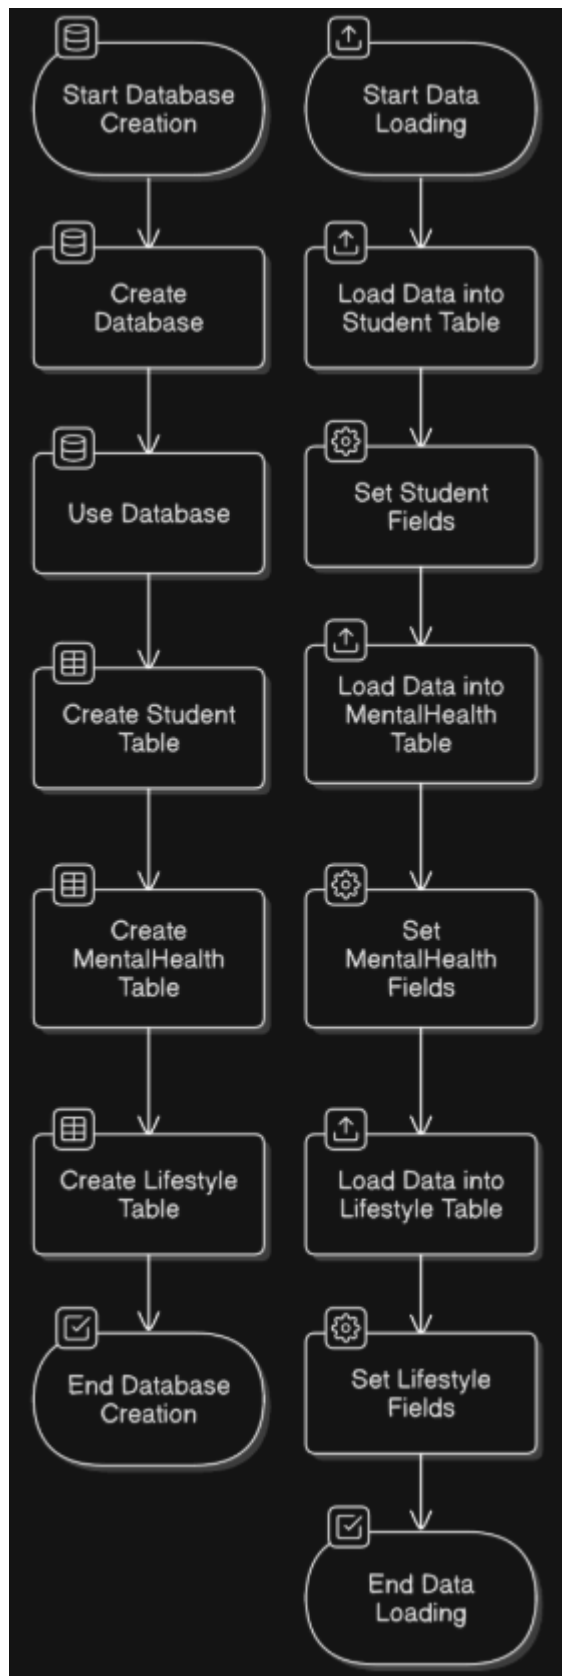 Start Database
Creation
Create
Database
Use Database
Create Student
Table
Create
MentalHealth
Table
Create Lifestyle
Table
End Database
Creation
Start Data
Loading
Load Data into
Student Table
Set Student
Fields
Load Data into
MentalHealth
Table
Set
MentalHealth
Fields
Load Data into
Lifestyle Table
Set Lifestyle
Fields
End Data
Loading